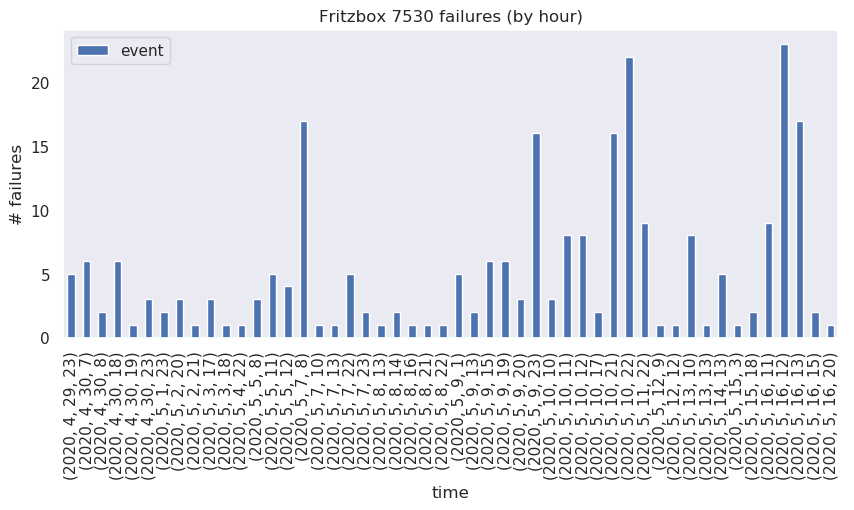 Fritzbox 7530 failures (by hour)
event
# failures
20
15
10
5
0
(2020, 4, 29, 23)
(2020, 4, 30, 7)
(2020, 4, 30, 8)
(2020, 4, 30, 18)
(2020, 4, 30, 19)
(2020, 4, 30, 23)
(2020, 5, 1, 23)
(2020, 5, 2, 20)
(2020, 5, 2, 21)
(2020, 5, 3, 17)
(2020, 5, 3, 18)
(2020, 5, 4, 22)
(2020, 5, 5, 8)
(2020, 5, 5, 11)
(2020, 5, 5, 12)
(2020, 5, 7, 8)
(2020, 5, 7, 10)
(2020, 5, 7, 13)
(2020, 5, 7, 22)
(2020, 5, 7, 23)
(2020, 5, 8, 13)
(2020, 5, 8, 14)
(2020, 5, 8, 16)
(2020, 5, 8, 21)
(2020, 5, 8, 22)
(2020, 5, 9, 1)
(2020, 5, 9, 13)
(2020, 5, 9, 15)
(2020, 5, 9, 19)
(2020, 5, 9, 20)
(2020, 5, 9, 23)
(2020, 5, 10, 10)
(2020, 5, 10, 11)
(2020, 5, 10, 12)
(2020, 5, 10, 17)
(2020, 5, 10, 21)
(2020, 5, 10, 22)
(2020, 5, 11, 22)
(2020, 5, 12, 9)
(2020, 5, 12, 12)
(2020, 5, 13, 10)
(2020, 5, 13, 13)
(2020, 5, 14, 13)
(2020, 5, 15, 3)
(2020, 5, 15, 18)
(2020, 5, 16, 11)
(2020, 5, 16, 12)
(2020, 5, 16, 13)
(2020, 5, 16, 15)
(2020, 5, 16, 20)
time